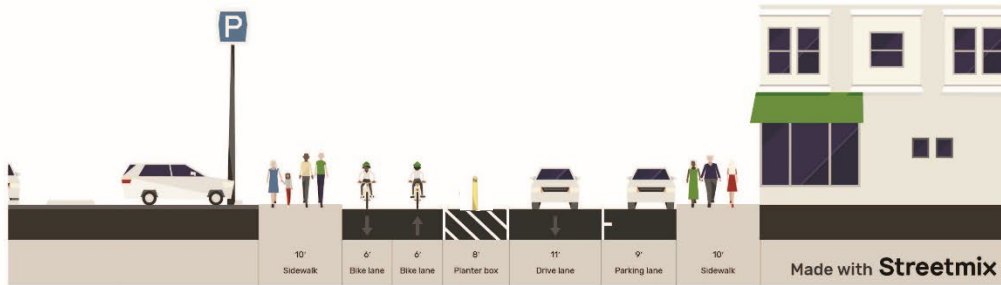 P
10' 6' 6' 8' 11' 9' 10'
Sidewalk Bike lane Bike lane Planter box Drive lane Parking lane Sidewalk
Made with Streetmix